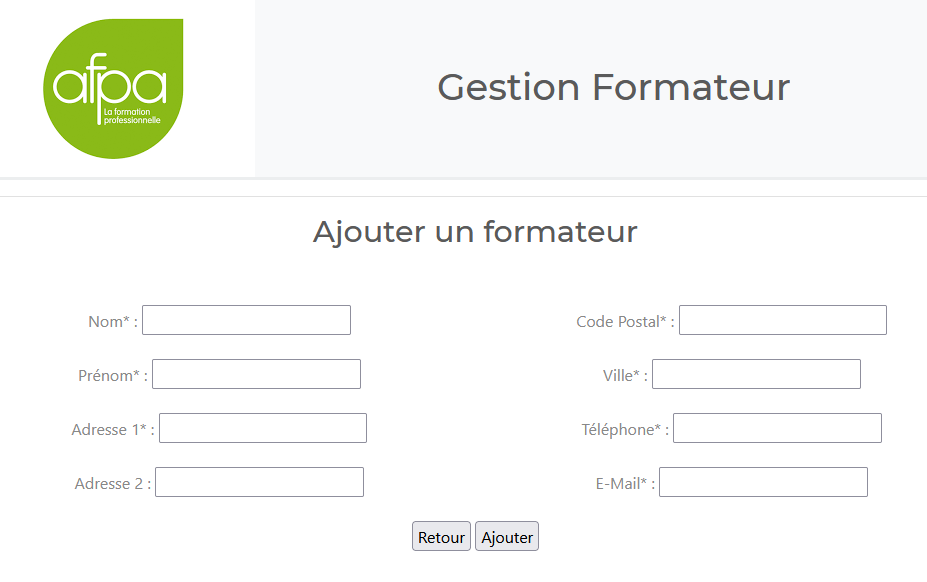 afpa
La formation
professionnelle
Gestion Formateur
Ajouter un formateur
Nom* :
Code Postal* :
Prénom* :
Ville* :
Adresse 1* :
Téléphone* :
Adresse 2 :
E-Mail* :
Retour Ajouter